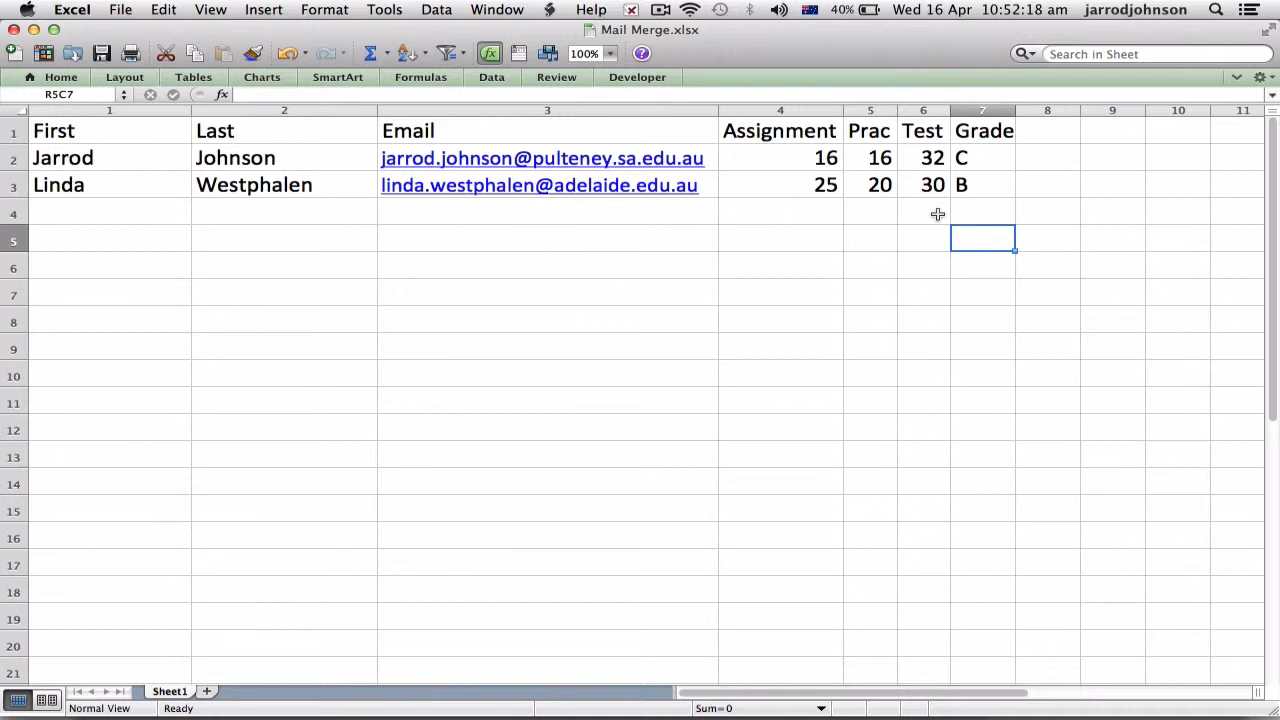 Excel File Edit View Insert Format Tools Data Window Help 40% Wed 16 Apr 10:52:18 am jarrodjohnson
Mail Merge.xlsx
100% Search in Sheet
Home Layout Tables Charts SmartArt Formulas Data Review Developer
R5C7 fx
1 2 3 4 5 6 7 8 9 10 11
1 First Last Email Assignment Prac Test Grade
2 Jarrod Johnson jarrod.johnson@pulteney.sa.edu.au 16 16 32 C
3 Linda Westphalen linda.westphalen@adelaide.edu.au 25 20 30 B
4
5
6
7
8
9
10
11
12
13
14
15
16
17
18
19
20
21
Sheet1
Normal View Ready Sum=0